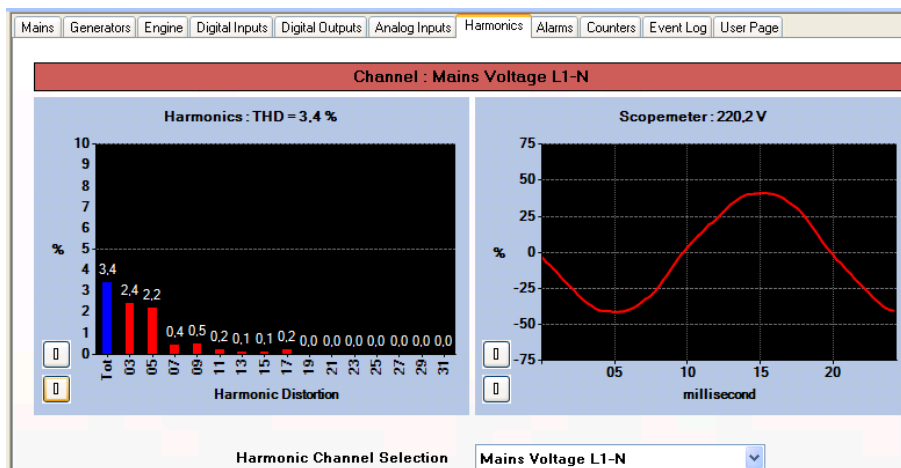 Mains Generators Engine Digital Inputs Digital Outputs Analog Inputs Harmonics Alarms Counters Event Log User Page
Channel : Mains Voltage L1-N
Harmonics : THD = 3,4 %
10
9
8
7
6
5
4
3
2
1
0
%
3,4 2,4 2,2 0,4 0,5 0,2 0,1 0,1 0,2 0,0 0,0 0,0 0,0 0,0 0,0 0,0
Tot 03 05 07 09 11 13 15 17 19 21 23 25 27 29 31
Harmonic Distortion
Scopemeter : 220,2 V
75
50
25
0
-25
-50
-75
%
05 10 15 20
millisecond
Harmonic Channel Selection Mains Voltage L1-N